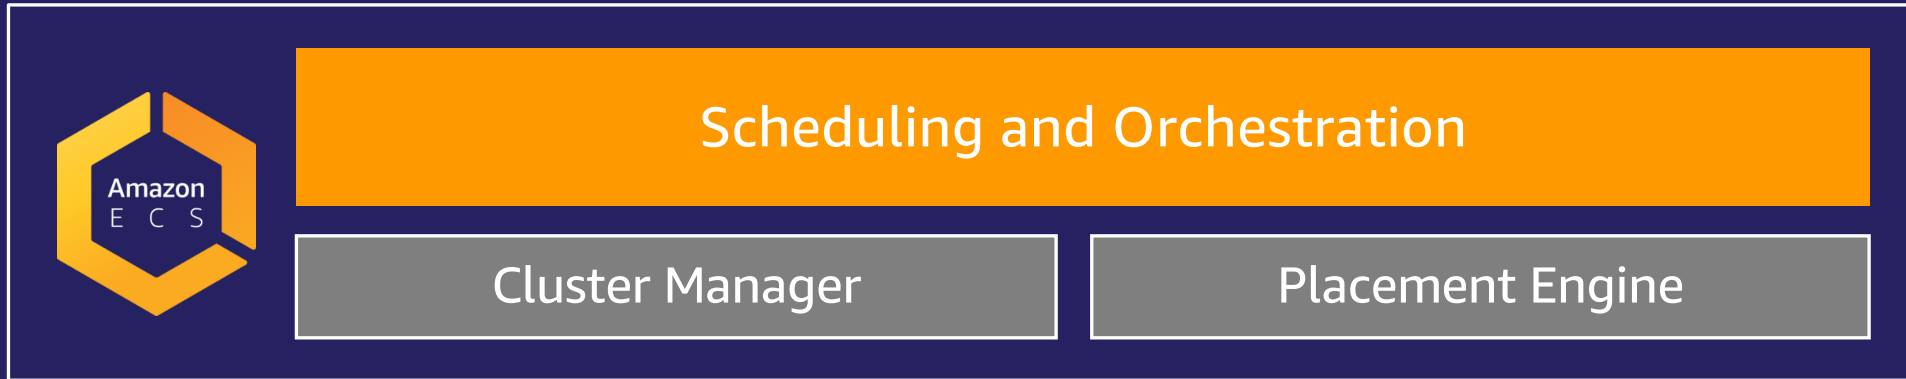 Scheduling and Orchestration
Amazon
E C S
Cluster Manager
Placement Engine